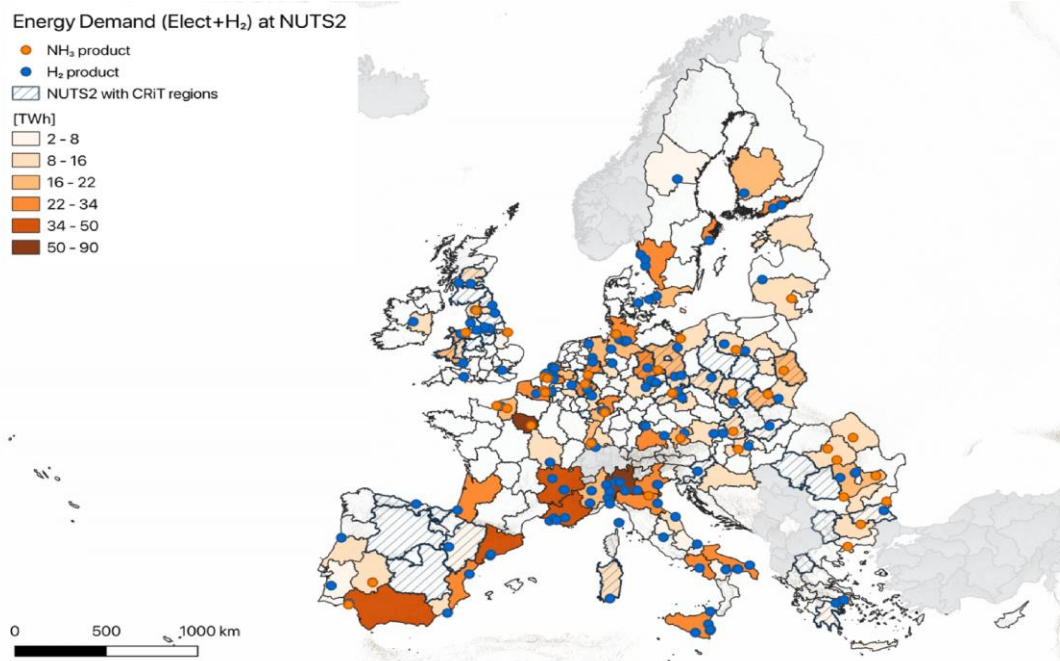 Energy Demand (Elect+H₂) at NUTS2
NH₃ product
H₂ product
NUTS2 with CRiT regions
[TWh]
2 - 8
8 - 16
16 - 22
22 - 34
34 - 50
50 - 90
0 500 1000 km